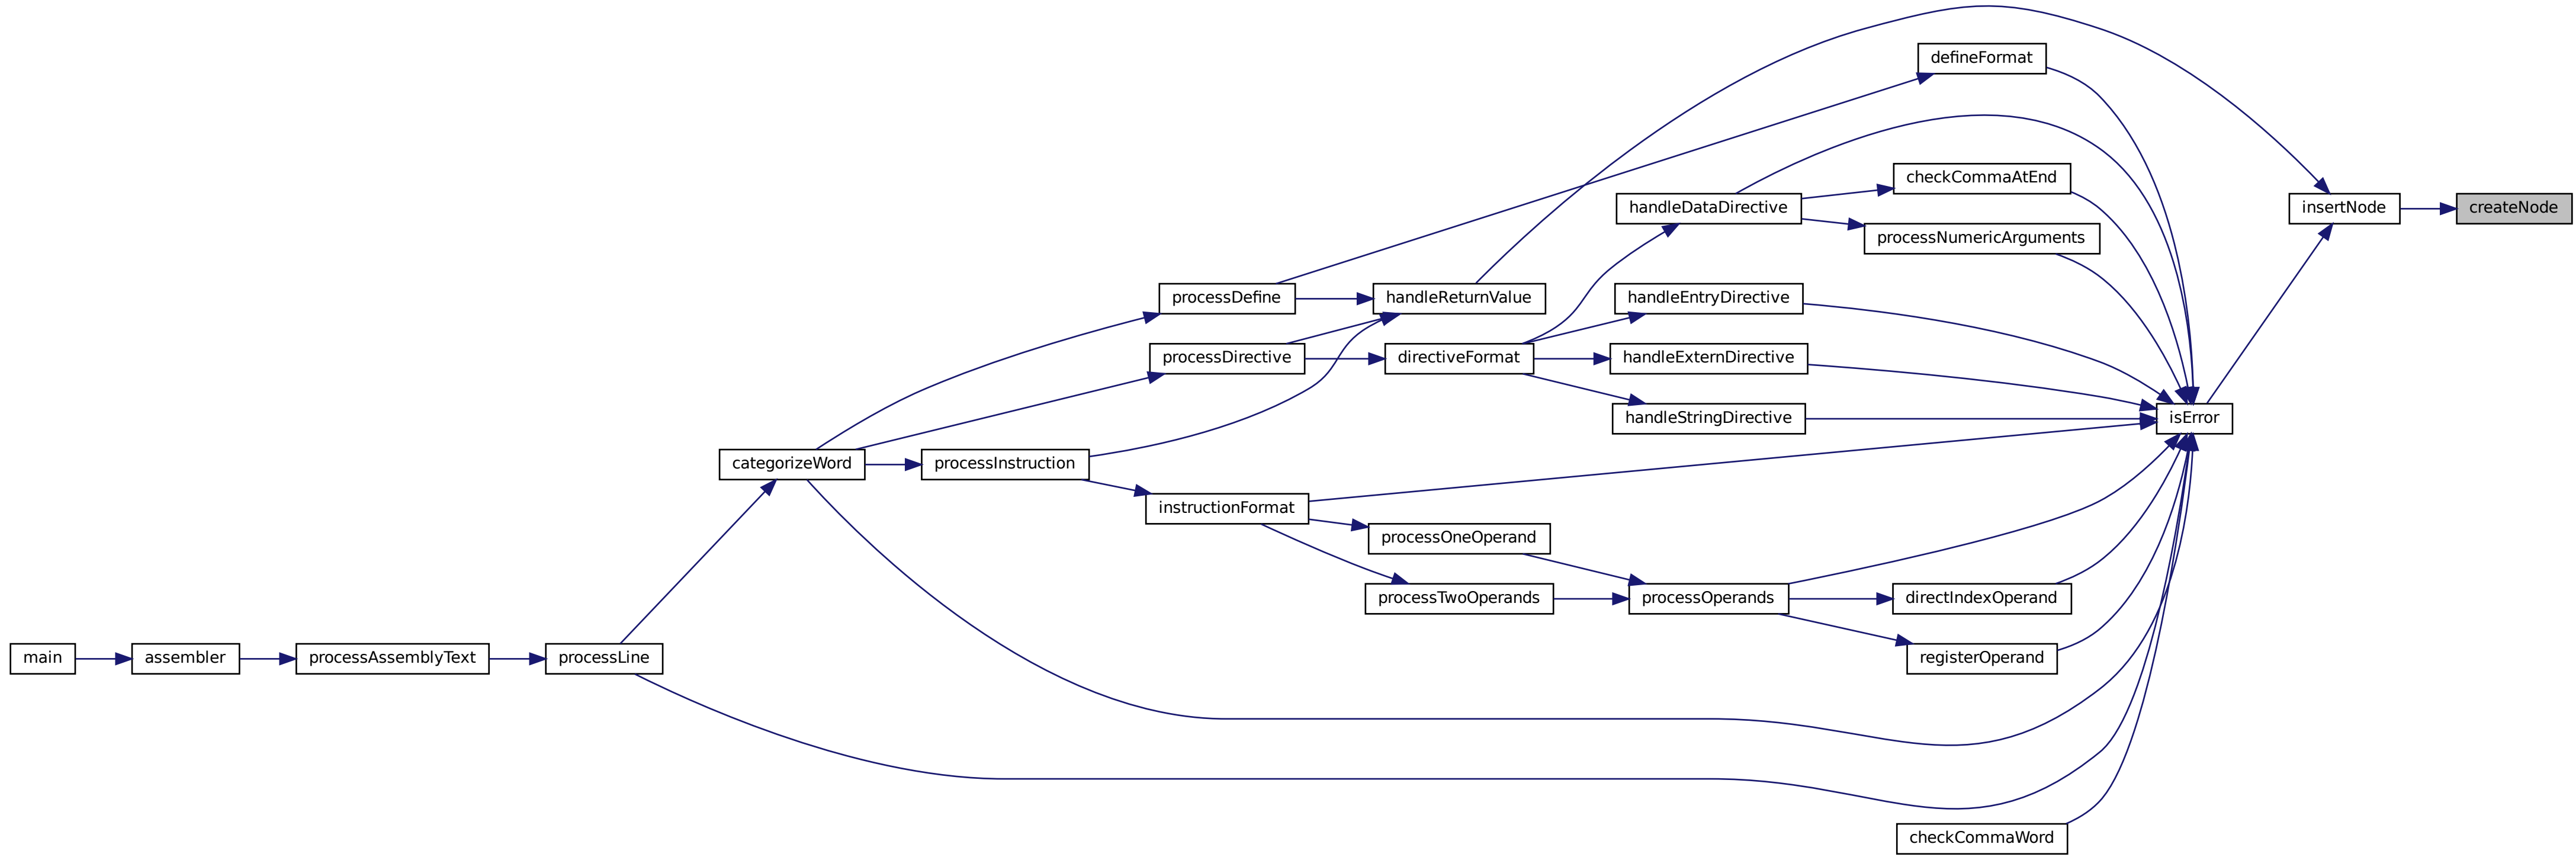 defineFormat
checkCommaAtEnd
handleDataDirective
insertNode
createNode
processNumericArguments
processDefine
handleReturnValue
handleEntryDirective
processDirective
directiveFormat
handleExternDirective
handleStringDirective
isError
categorizeWord
processInstruction
instructionFormat
processOneOperand
processTwoOperands
processOperands
directIndexOperand
main
assembler
processAssemblyText
processLine
registerOperand
checkCommaWord